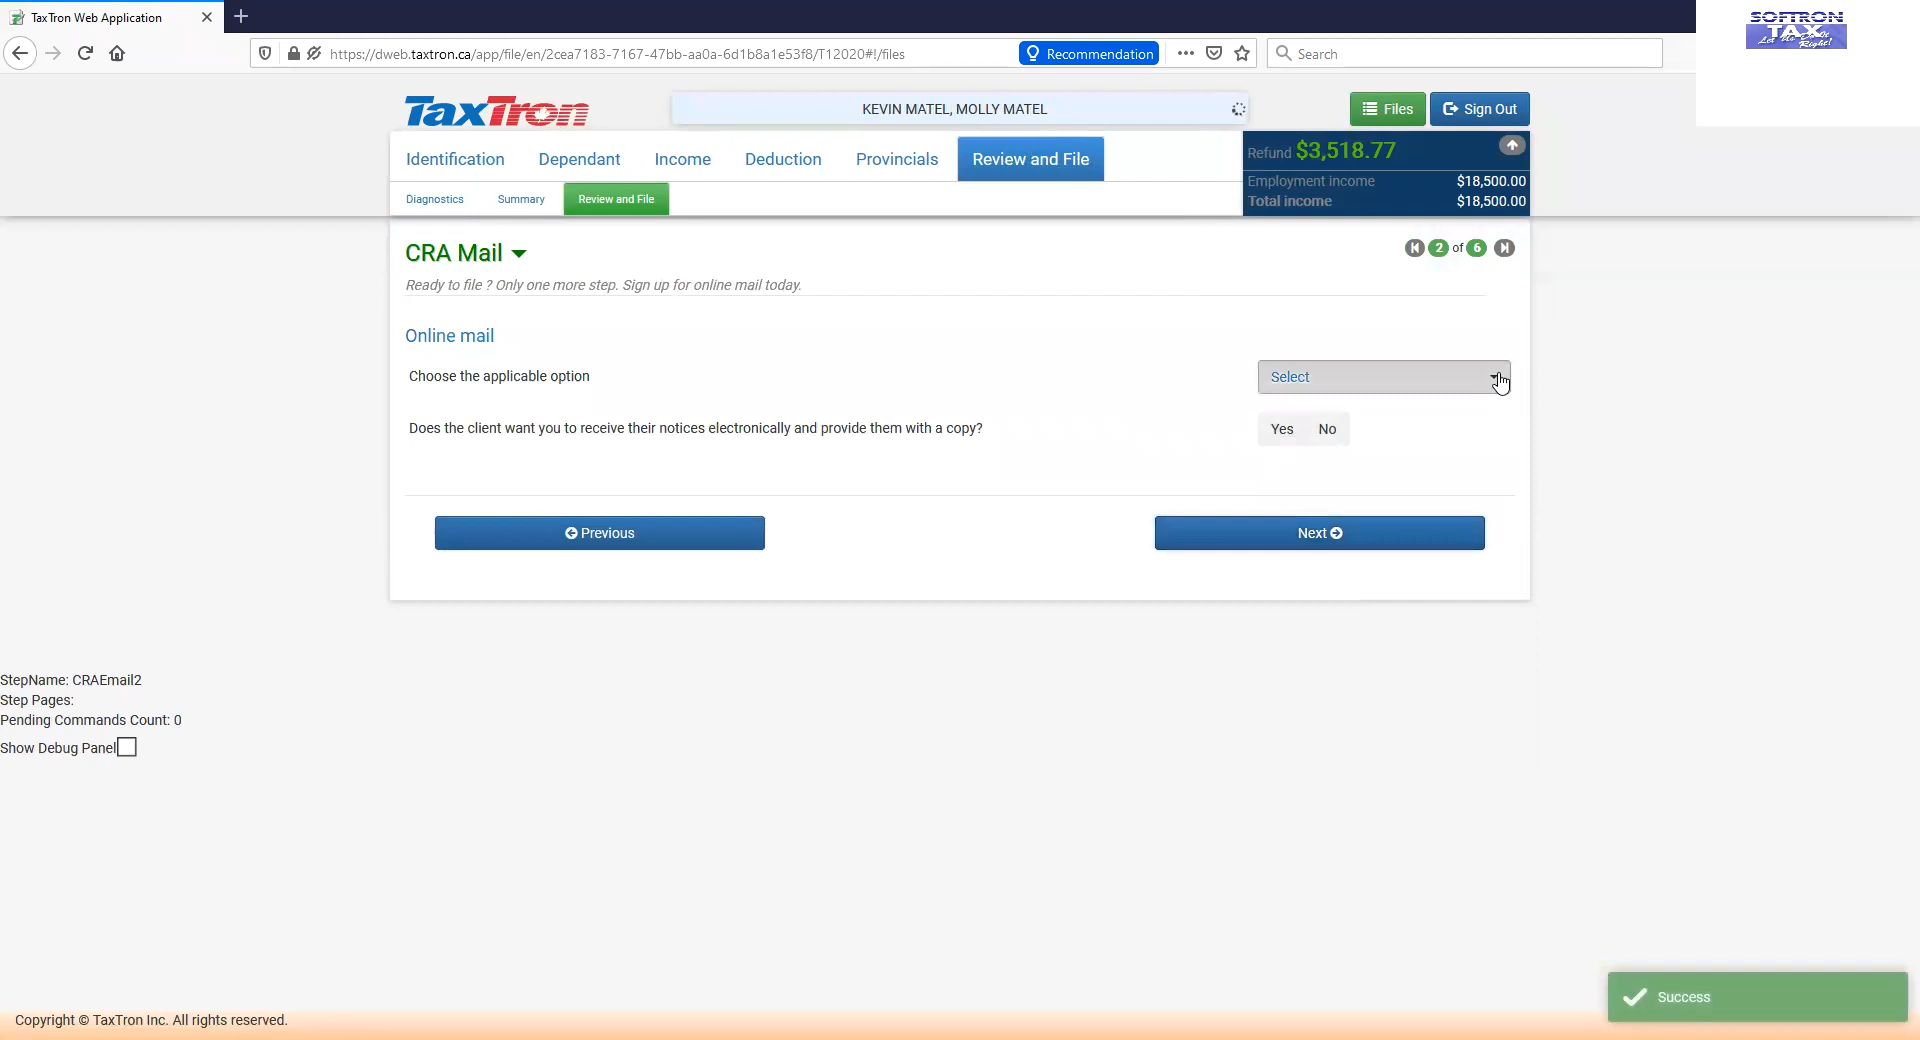 TaxTron Web Application
https://dweb.taxtron.ca/app/file/en/2cea7183-7167-47bb-aa0a-6d1b8a1e53f8/T12020#!/files
Recommendation
Search
SOFTRON
TAX
Let Us Do It
Right!
TaxTron
KEVIN MATEL, MOLLY MATEL
Files
Sign Out
Identification
Dependant
Income
Deduction
Provincials
Review and File
Refund $3,518.77
Employment income $18,500.00
Total income $18,500.00
Diagnostics
Summary
Review and File
CRA Mail
2 of 6
Ready to file ? Only one more step. Sign up for online mail today.
Online mail
Choose the applicable option
Select
Does the client want you to receive their notices electronically and provide them with a copy?
Yes No
Previous
Next
StepName: CRAEmail2
Step Pages:
Pending Commands Count: 0
Show Debug Panel
Success
Copyright © TaxTron Inc. All rights reserved.